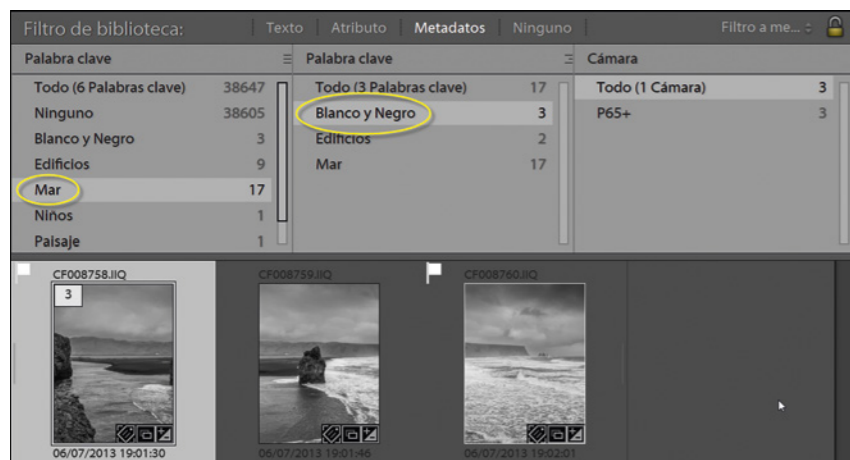 Filtro de biblioteca: Texto Atributo Metadatos Ninguno Filtro a me...
Palabra clave Palabra clave Cámara
Todo (6 Palabras clave) 38647 Todo (3 Palabras clave) 17 Todo (1 Cámara) 3
Ninguno 38605 Blanco y Negro 3 P65+ 3
Blanco y Negro 3 Edificios 2
Edificios 9 Mar 17
Mar 17
Niños 1
Paisaje 1
CF008758.IIQ CF008759.IIQ CF008760.IIQ
3
06/07/2013 19:01:30 06/07/2013 19:01:46 06/07/2013 19:02:01